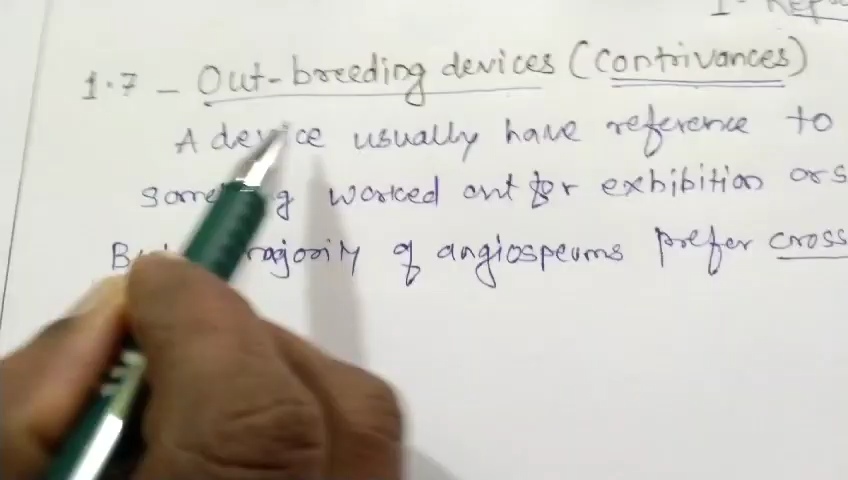 1.7 - Out-breeding devices (contrivances)
A device usually have reference to
worked out for exhibition or s
majority of angiosperms prefer cross